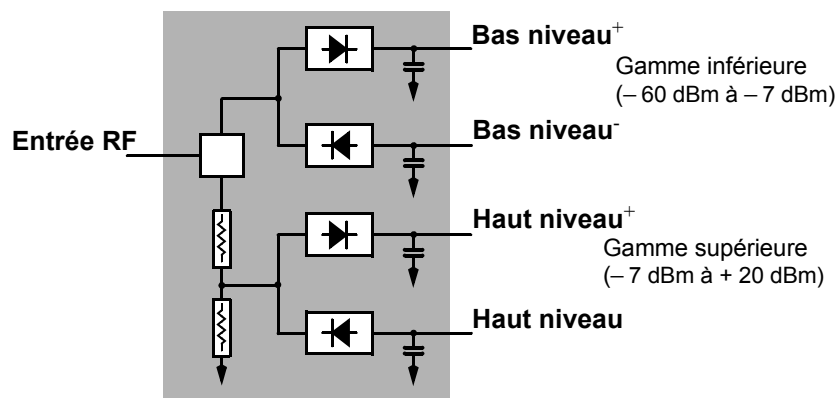 Bas niveau+
Gamme inférieure
(– 60 dBm à – 7 dBm)
Entrée RF
Bas niveau-
Haut niveau+
Gamme supérieure
(– 7 dBm à + 20 dBm)
Haut niveau